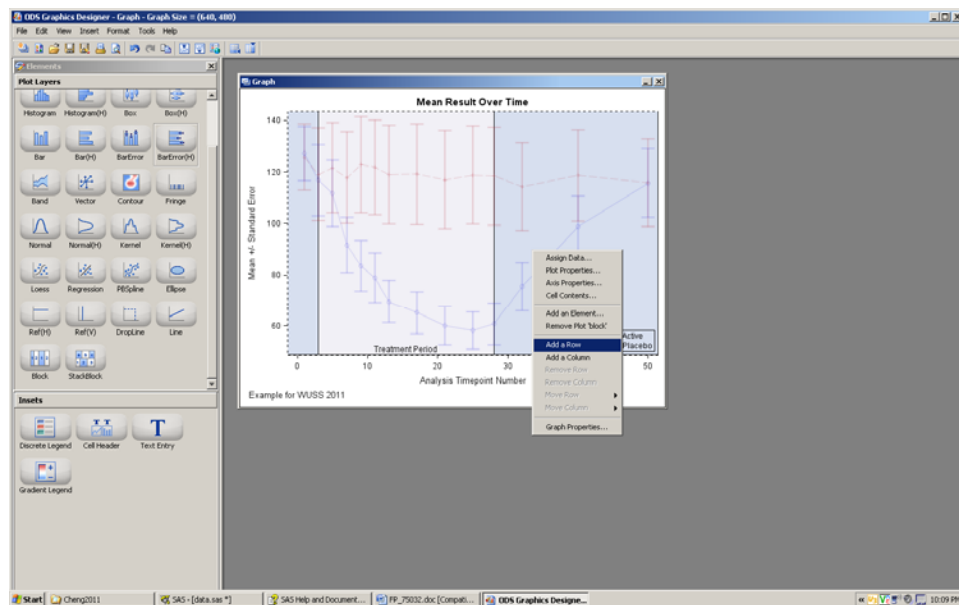 ODS Graphics Designer - Graph - Graph Size = (640, 480)
File Edit View Insert Format Tools Help
Elements
Plot Layers
Histogram Histogram(H) Box Box(H)
Bar Bar(H) BarError BarError(H)
Band Vector Contour Fringe
Normal Normal(H) Kernel Kernel(H)
Loess Regression PBSpline Ellipse
Ref(H) Ref(V) DropLine Line
Block StackBlock
Insets
Discrete Legend Cell Header Text Entry
Gradient Legend
Graph
Mean Result Over Time
Mean +/- Standard Error
140
120
100
80
60
Treatment Period
Active
Placebo
0 10 20 30 50
Analysis Timepoint Number
Example for WUSS 2011
Assign Data...
Plot Properties...
Axis Properties...
Cell Contents...
Add an Element...
Remove Plot 'block'
Add a Row
Add a Column
Remove Row
Remove Column
Move Row
Move Column
Graph Properties...
Start Cheng2011 SAS - [data.sas *] SAS Help and Document... FP_75032.doc [Compati... ODS Graphics Designe... 10:09 PM